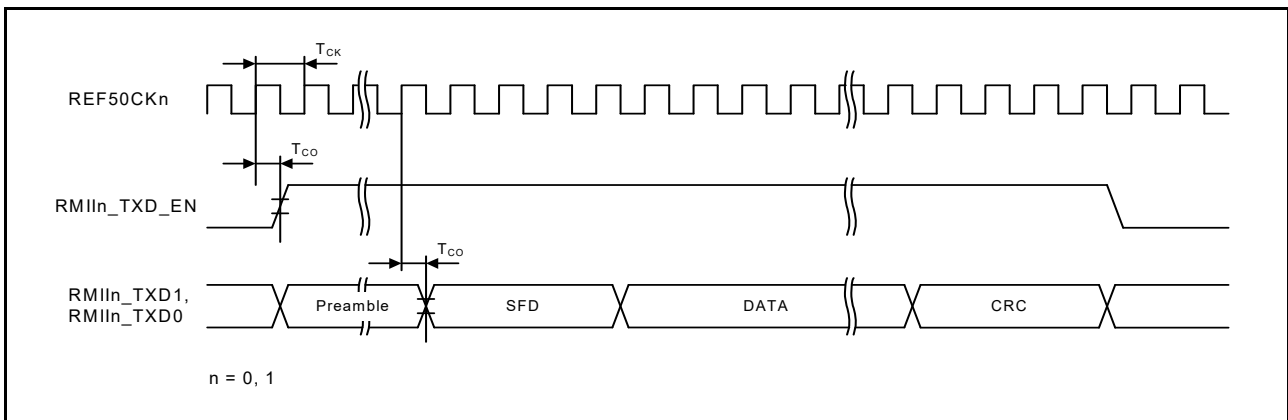 TCK
REF50CKn
TCO
RMIIn_TXD_EN
TCO
RMIIn_TXD1,
RMIIn_TXD0
Preamble
SFD
DATA
CRC
n = 0, 1